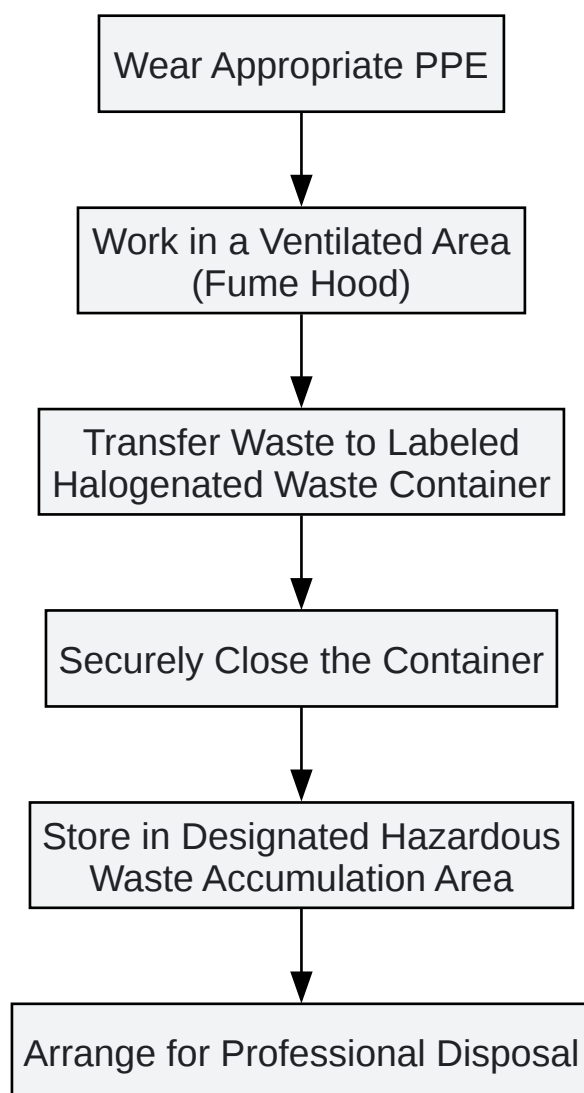 Wear Appropriate PPE
Work in a Ventilated Area
(Fume Hood)
Transfer Waste to Labeled
Halogenated Waste Container
Securely Close the Container
Store in Designated Hazardous
Waste Accumulation Area
Arrange for Professional Disposal